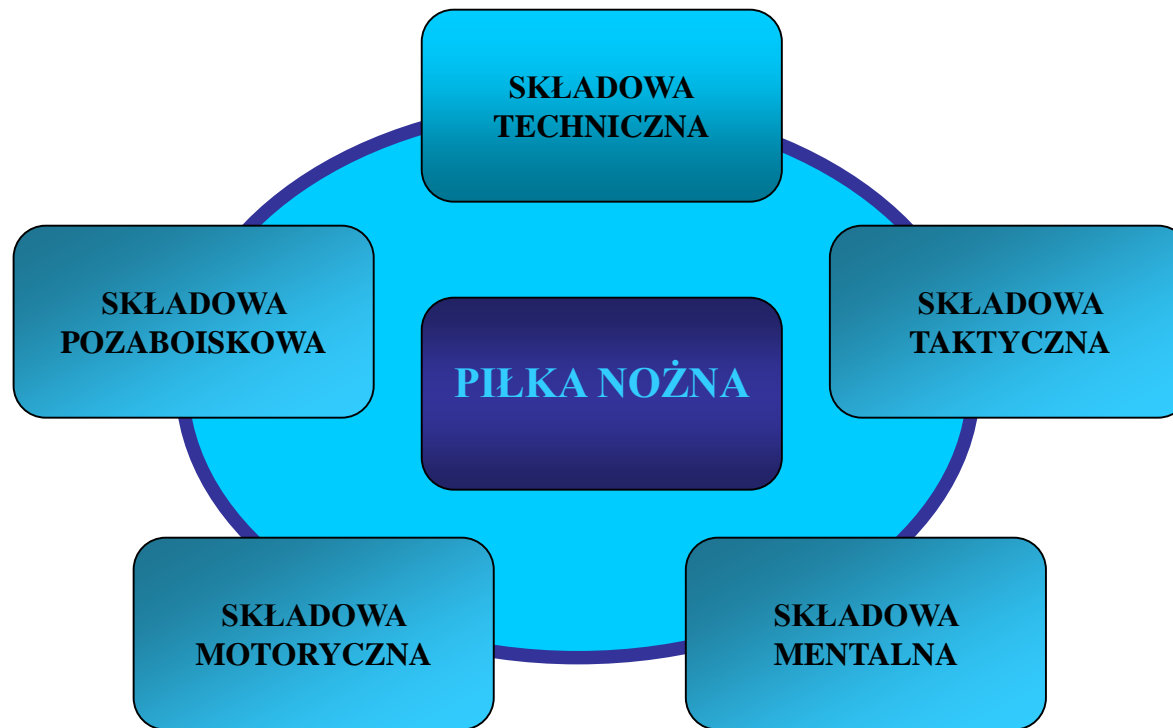 SKŁADOWA
TECHNICZNA
SKŁADOWA
POZABOISKOWA
PIŁKA NOŻNA
SKŁADOWA
TAKTYCZNA
SKŁADOWA
MOTORYCZNA
SKŁADOWA
MENTALNA